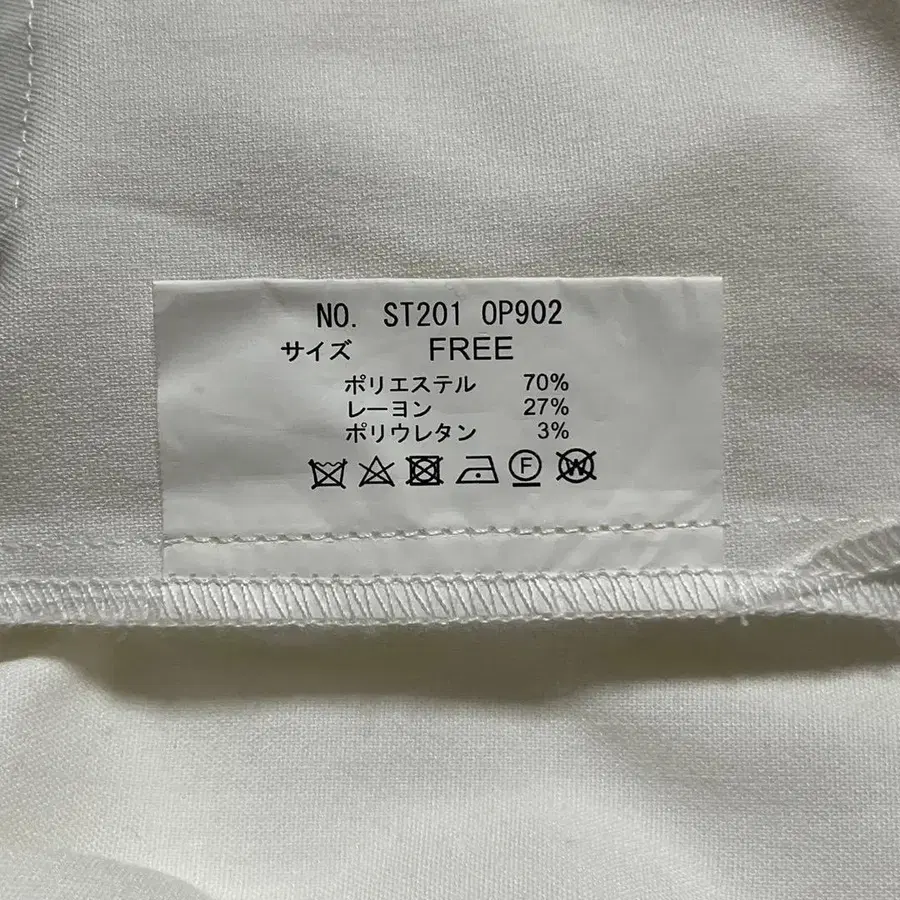 NO. ST201 OP902
サイズ FREE
ポリエステル 70%
レーヨン 27%
ポリウレタン 3%
F W